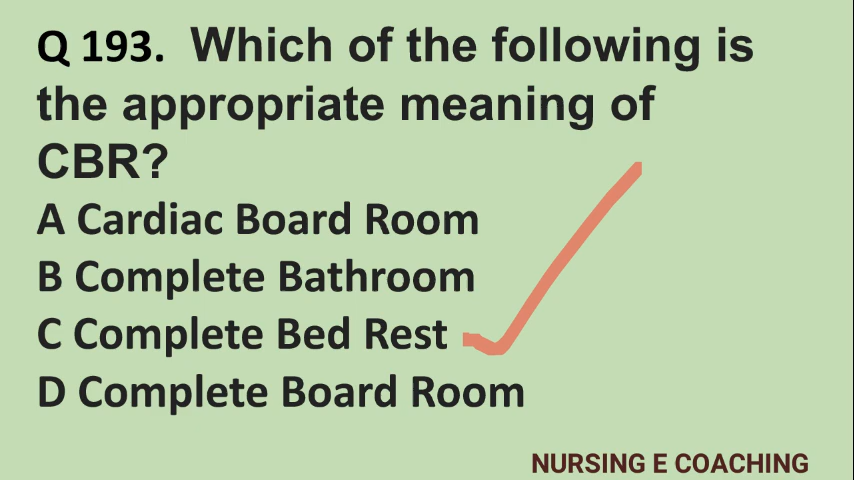 Q 193. Which of the following is
the appropriate meaning of
CBR?
A Cardiac Board Room
B Complete Bathroom
C Complete Bed Rest
D Complete Board Room
NURSING E COACHING